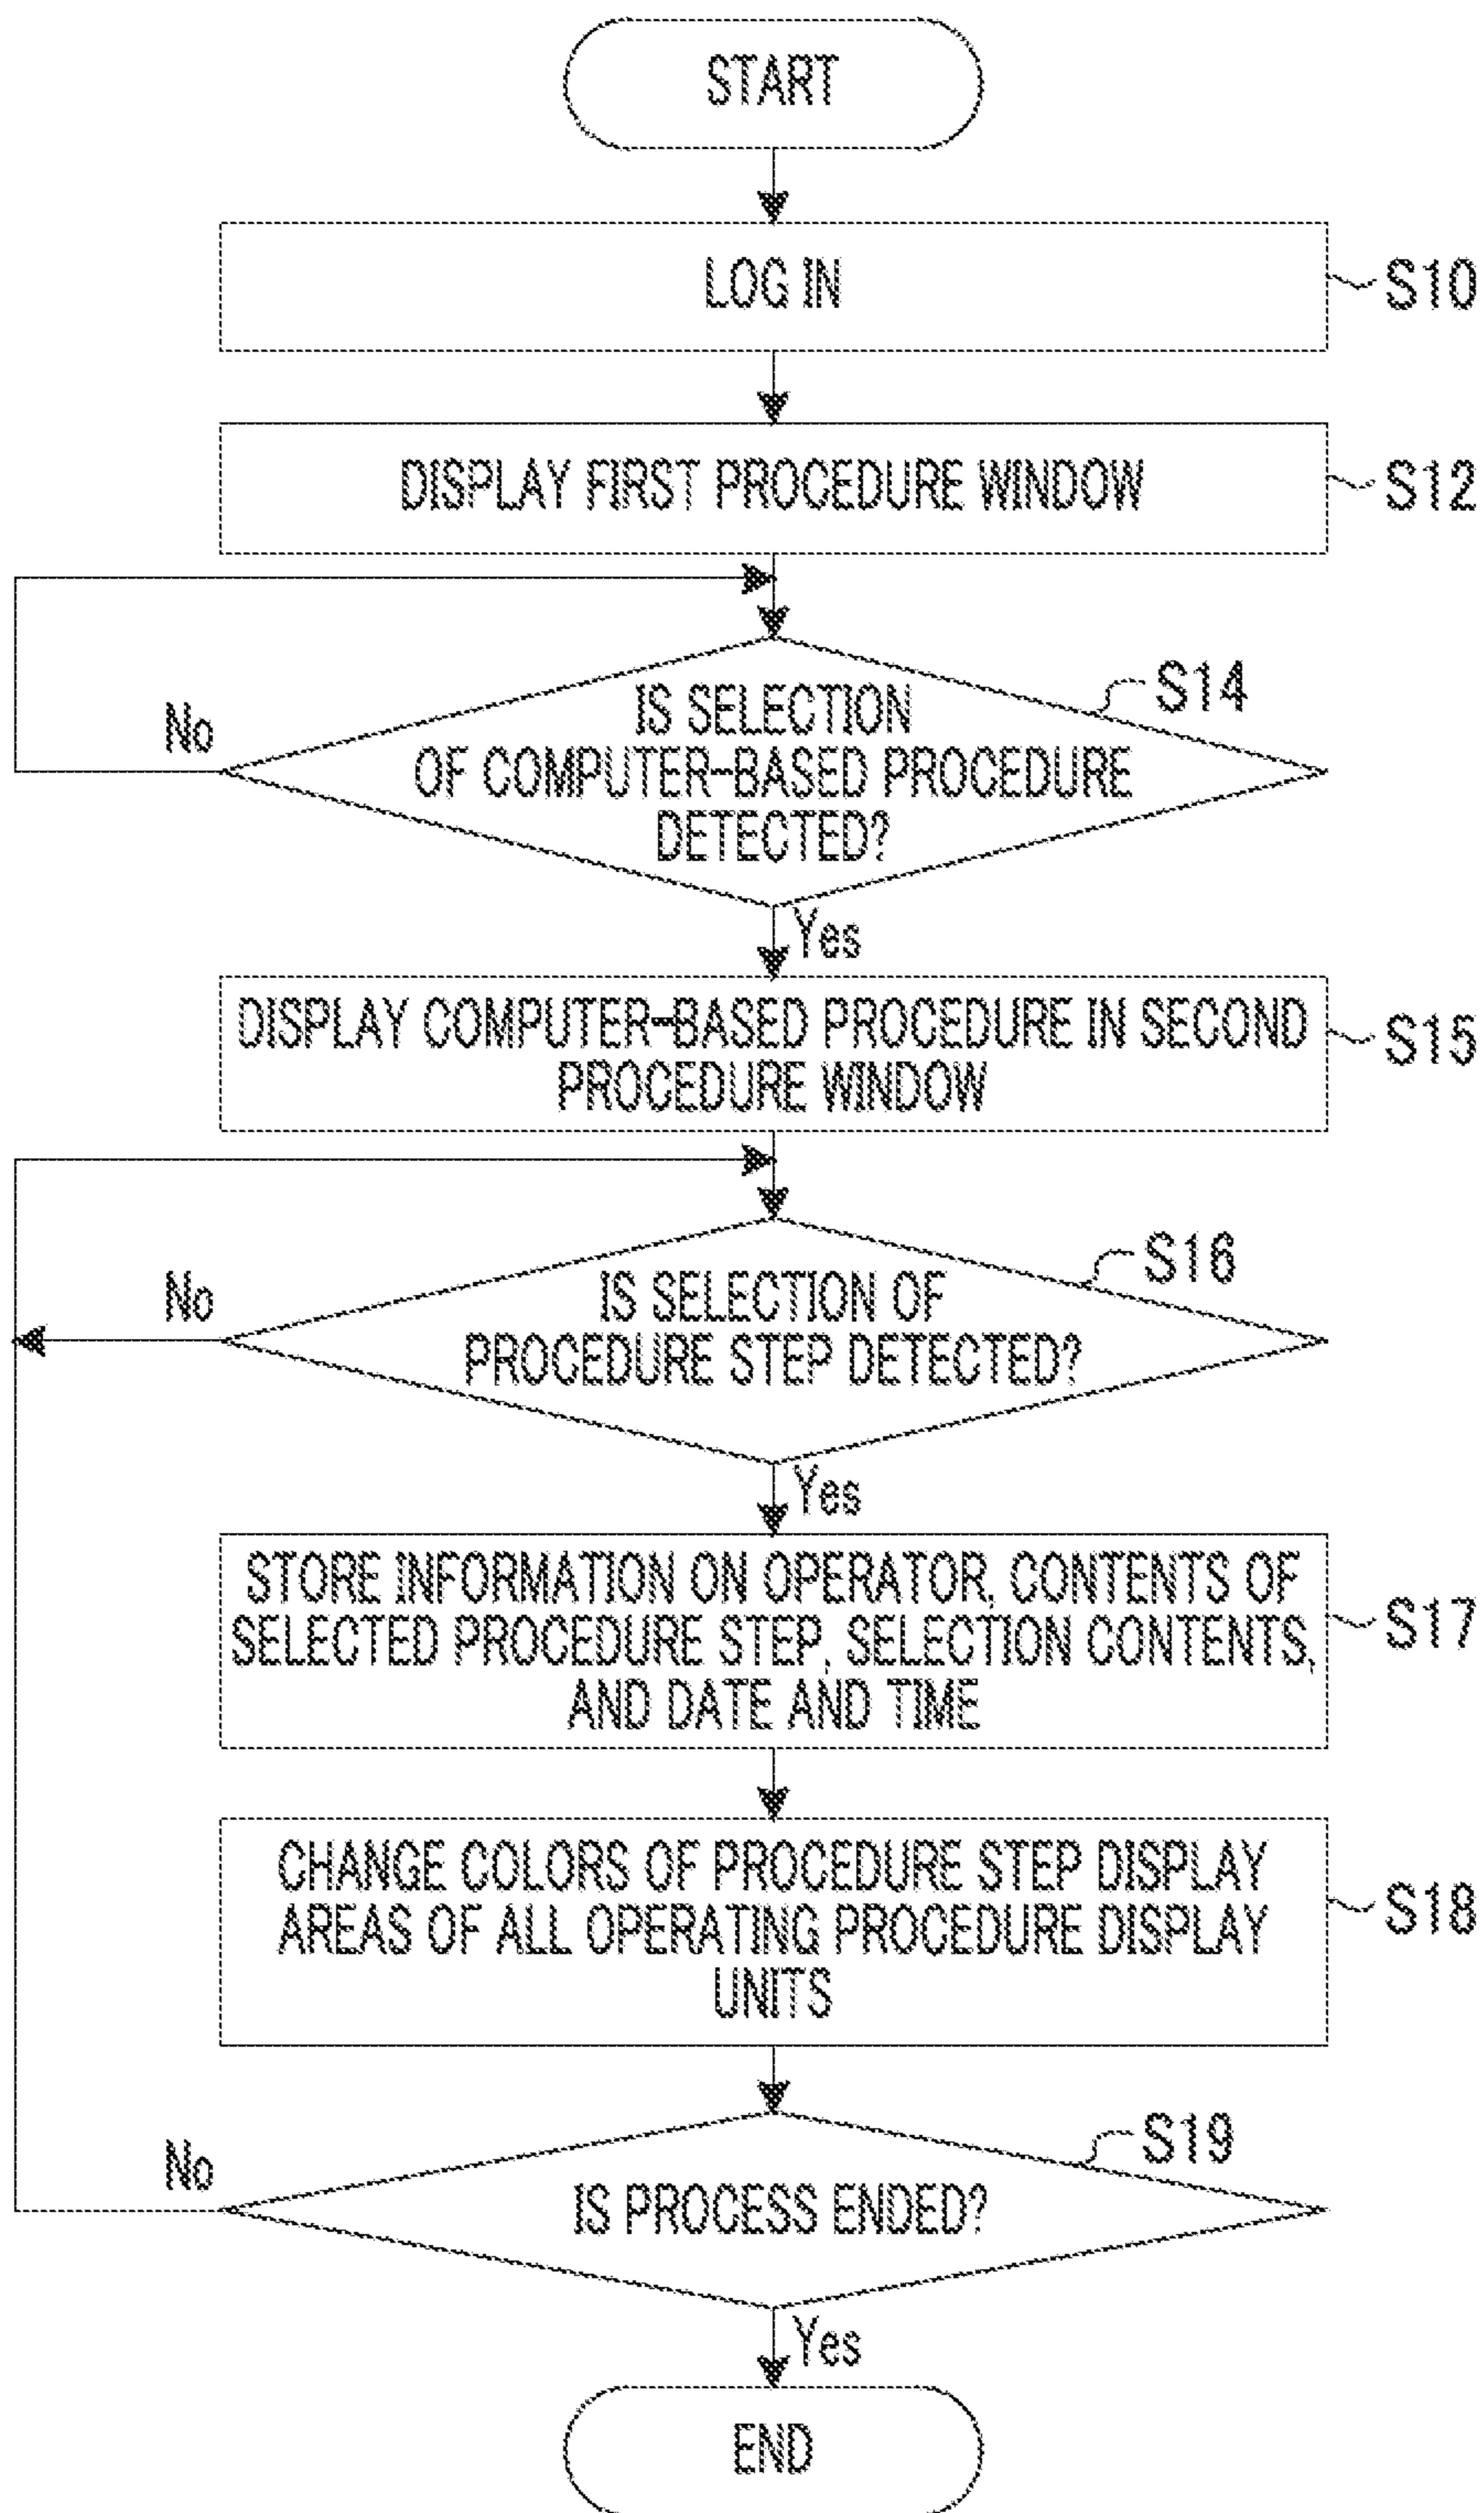 START
LOG IN
S10
DISPLAY FIRST PROCEDURE WINDOW
S12
S14
IS SELECTION
OF COMPUTER-BASED PROCEDURE
DETECTED?
No
Yes
DISPLAY COMPUTER-BASED PROCEDURE IN SECOND
PROCEDURE WINDOW
S15
S16
IS SELECTION OF
PROCEDURE STEP DETECTED?
No
Yes
STORE INFORMATION ON OPERATOR, CONTENTS OF
SELECTED PROCEDURE STEP, SELECTION CONTENTS,
AND DATE AND TIME
S17
CHANGE COLORS OF PROCEDURE STEP DISPLAY
AREAS OF ALL OPERATING PROCEDURE DISPLAY
UNITS
S18
S19
IS PROCESS ENDED?
No
Yes
END